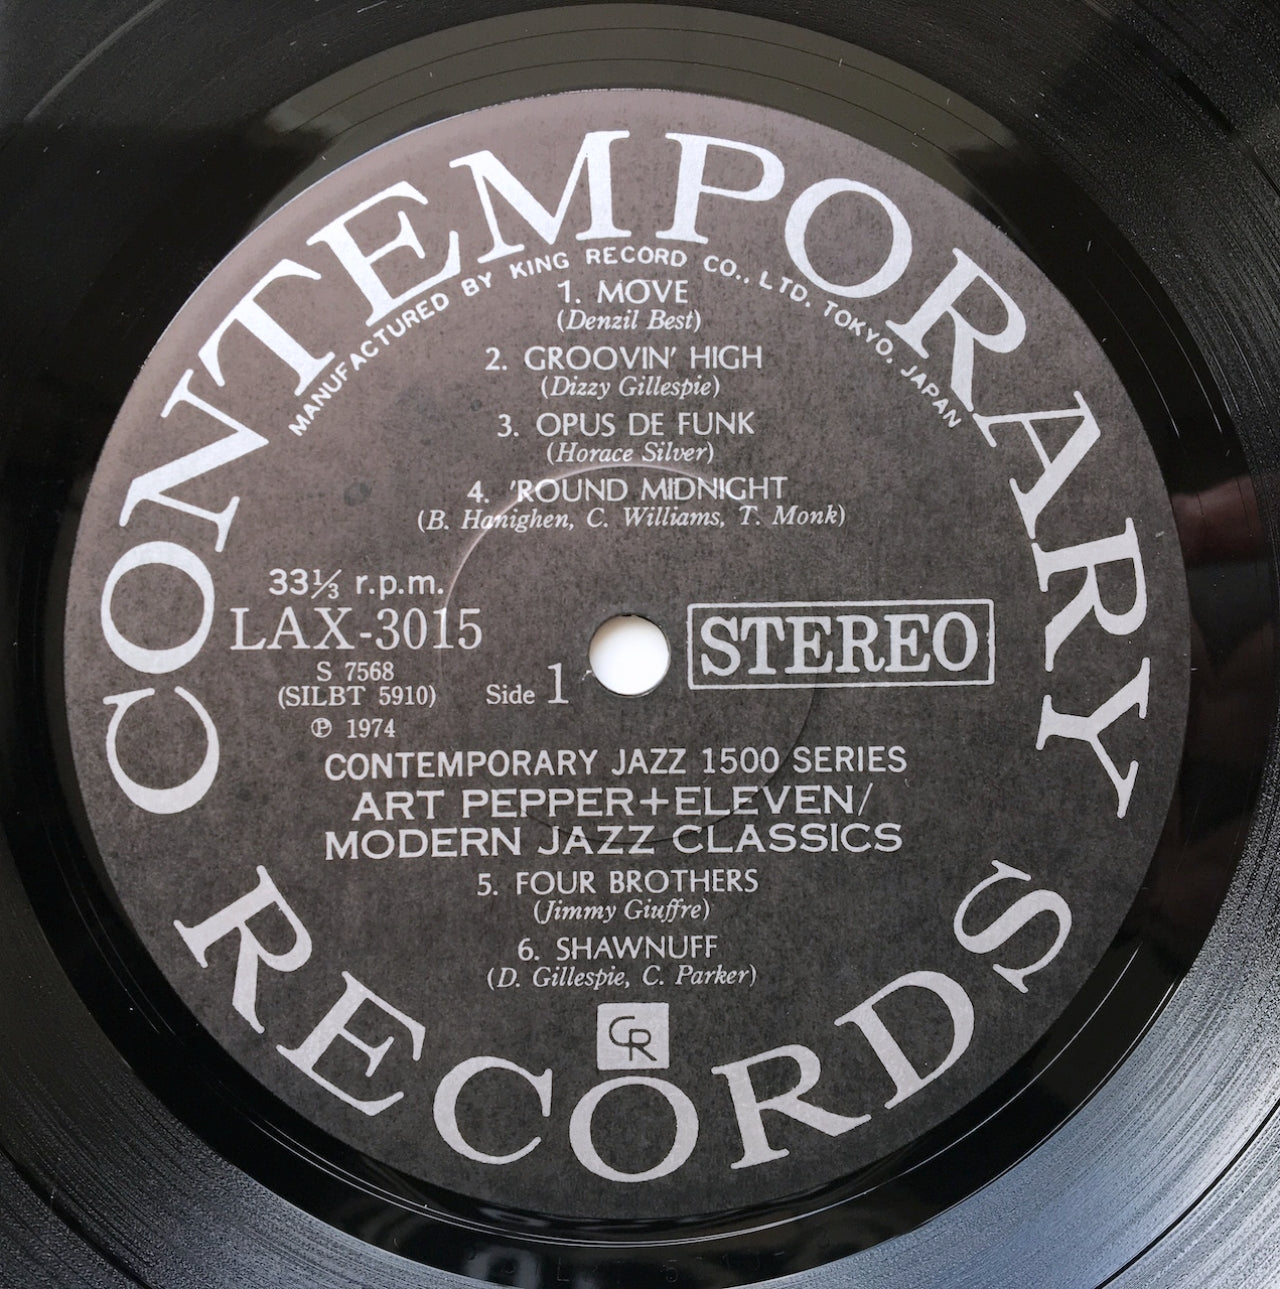 CONTEMPORARY
MANUFACTURED BY KING RECORD CO., LTD. TOKYO. JAPAN
1. MOVE
(Denzil Best)
2. GROOVIN' HIGH
(Dizzy Gillespie)
3. OPUS DE FUNK
(Horace Silver)
4. 'ROUND MIDNIGHT
(B. Hanighen, C. Williams, T. Monk)
33⅓ r.p.m.
LAX-3015
S 7568
(SILBT 5910)
℗ 1974
Side 1
STEREO
CONTEMPORARY JAZZ 1500 SERIES
ART PEPPER+ELEVEN/
MODERN JAZZ CLASSICS
5. FOUR BROTHERS
(Jimmy Giuffre)
6. SHAWNUFF
(D. Gillespie, C. Parker)
CR
RECORDS